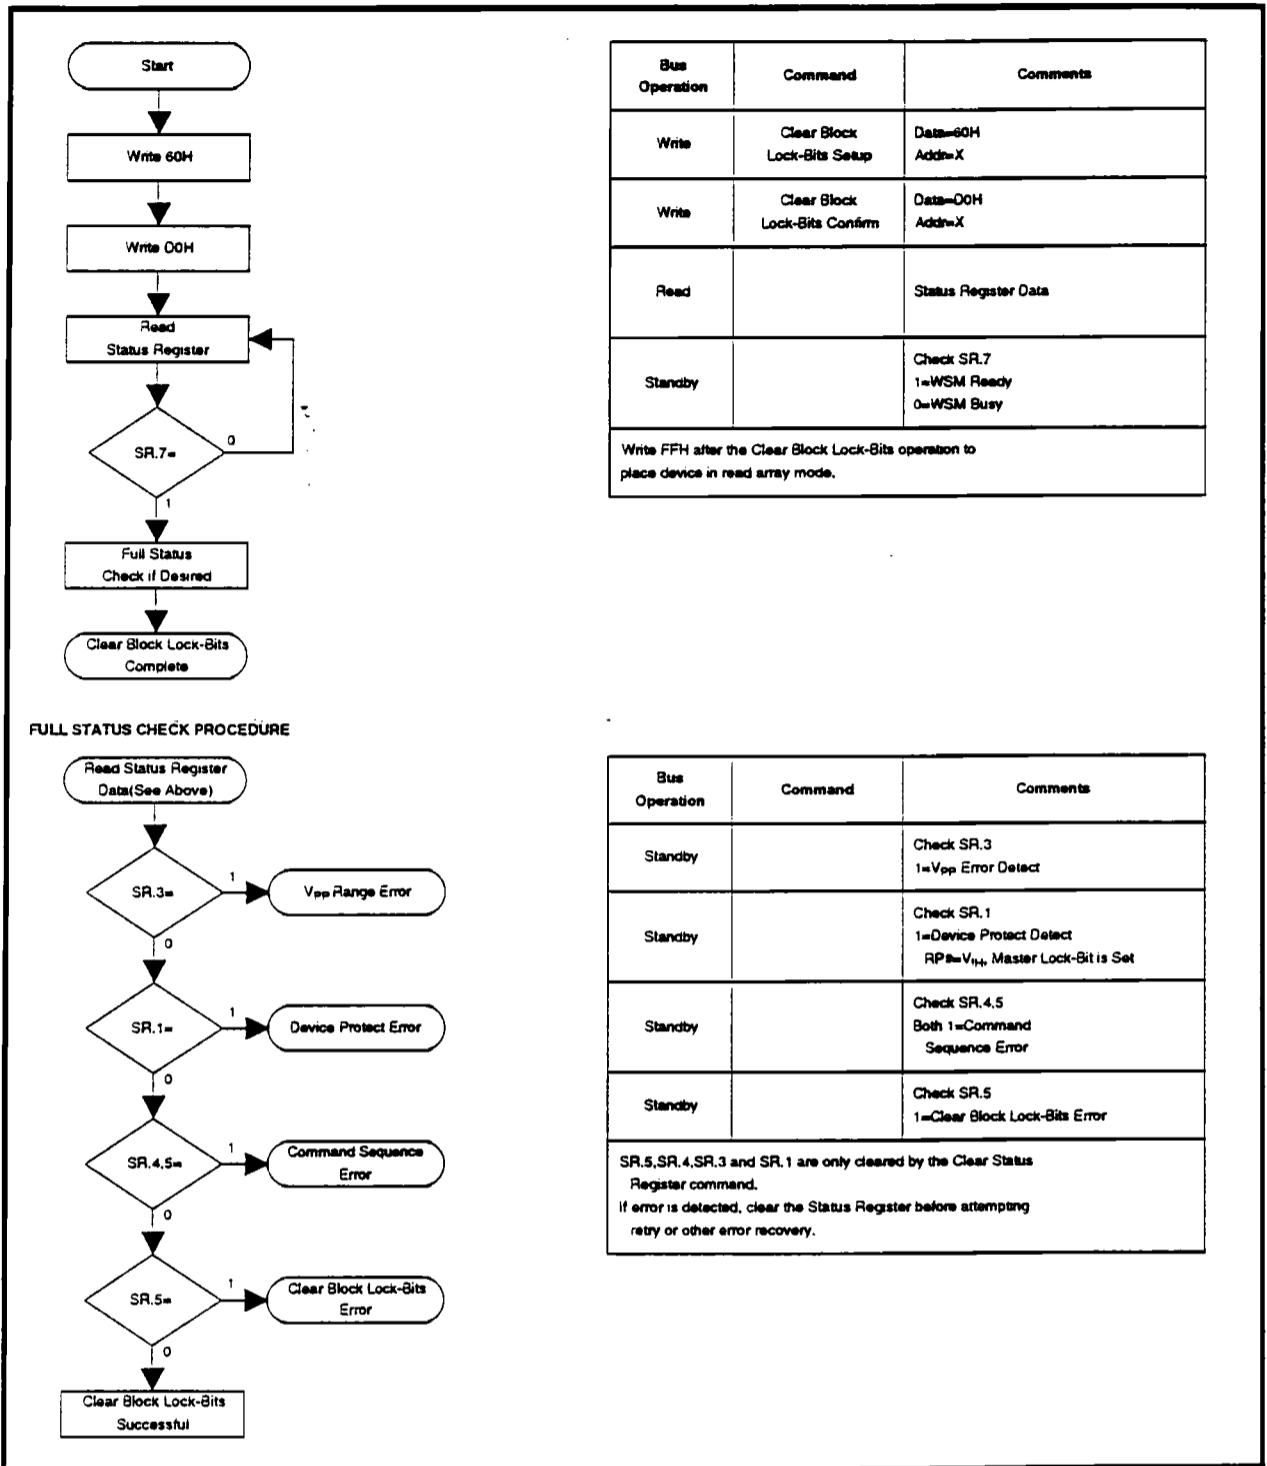 Start
Write 60H
Write D0H
Read
Status Register
SR.7=
0
1
Full Status
Check if Desired
Clear Block Lock-Bits
Complete
Bus
Operation
Command
Comments
Write
Clear Block
Lock-Bits Setup
Data=60H
Addr=X
Write
Clear Block
Lock-Bits Confirm
Data=D0H
Addr=X
Read
Status Register Data
Standby
Check SR.7
1=WSM Ready
0=WSM Busy
Write FFH after the Clear Block Lock-Bits operation to
place device in read array mode.
FULL STATUS CHECK PROCEDURE
Read Status Register
Data(See Above)
SR.3=
1
VPP Range Error
0
SR.1=
1
Device Protect Error
0
SR.4,5=
1
Command Sequence
Error
0
SR.5=
1
Clear Block Lock-Bits
Error
0
Clear Block Lock-Bits
Successful
Bus
Operation
Command
Comments
Standby
Check SR.3
1=VPP Error Detect
Standby
Check SR.1
1=Device Protect Detect
RP#=VIH, Master Lock-Bit is Set
Standby
Check SR.4,5
Both 1=Command
Sequence Error
Standby
Check SR.5
1=Clear Block Lock-Bits Error
SR.5,SR.4,SR.3 and SR.1 are only cleared by the Clear Status
Register command.
If error is detected, clear the Status Register before attempting
retry or other error recovery.